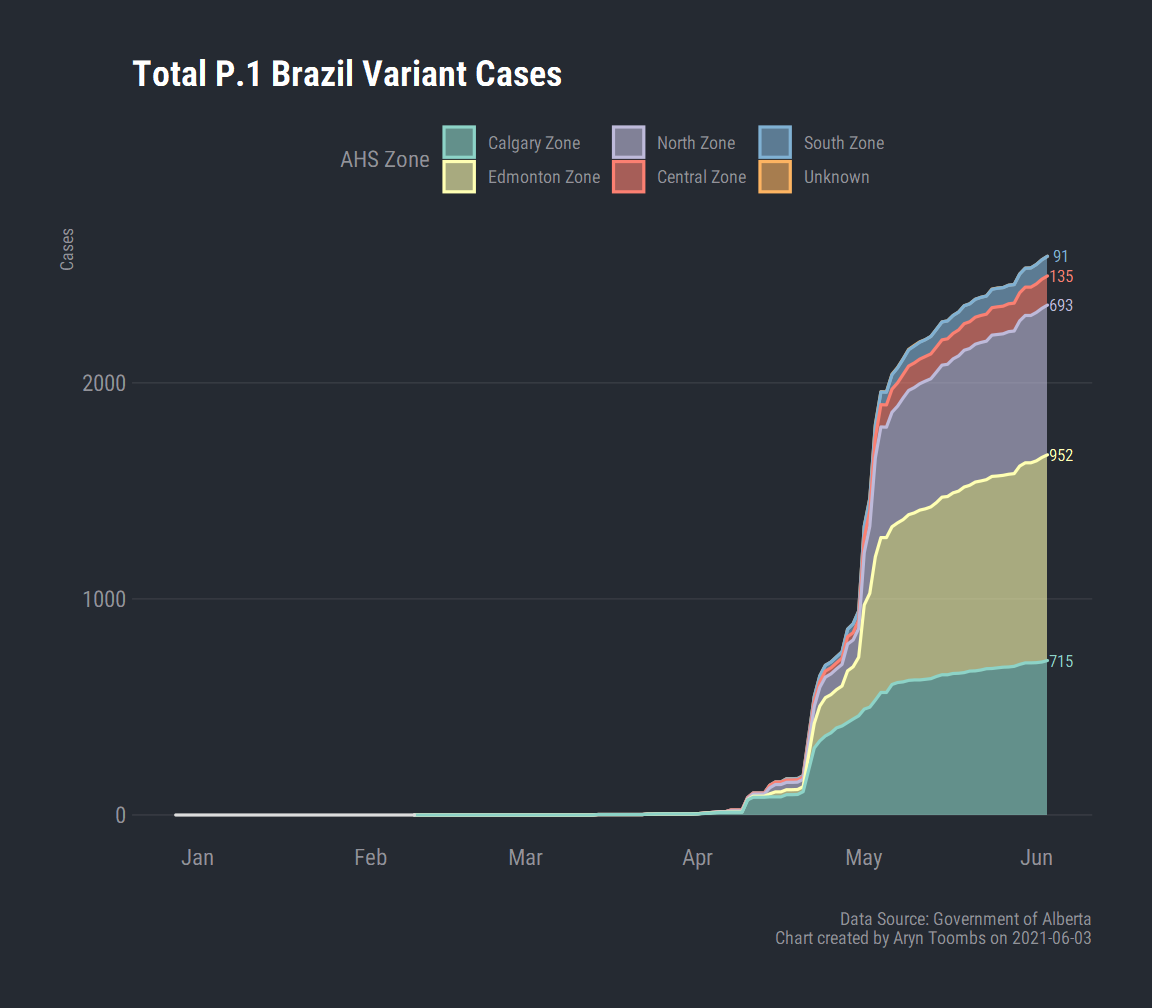 Total P.1 Brazil Variant Cases
AHS Zone
Calgary Zone
North Zone
South Zone
Edmonton Zone
Central Zone
Unknown
Cases
91
135
693
2000
952
1000
715
0
Jan
Feb
Mar
Apr
May
Jun
Data Source: Government of Alberta
Chart created by Aryn Toombs on 2021-06-03